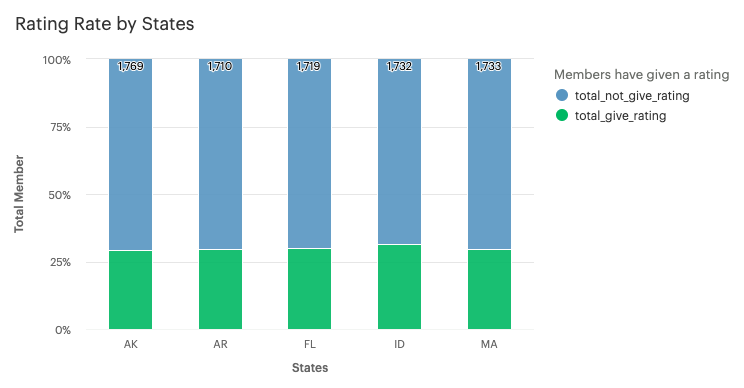 Rating Rate by States
100%
75%
50%
25%
0%
Total Member
1,769
1,710
1,719
1,732
1,733
AK
AR
FL
ID
MA
States
Members have given a rating
total_not_give_rating
total_give_rating